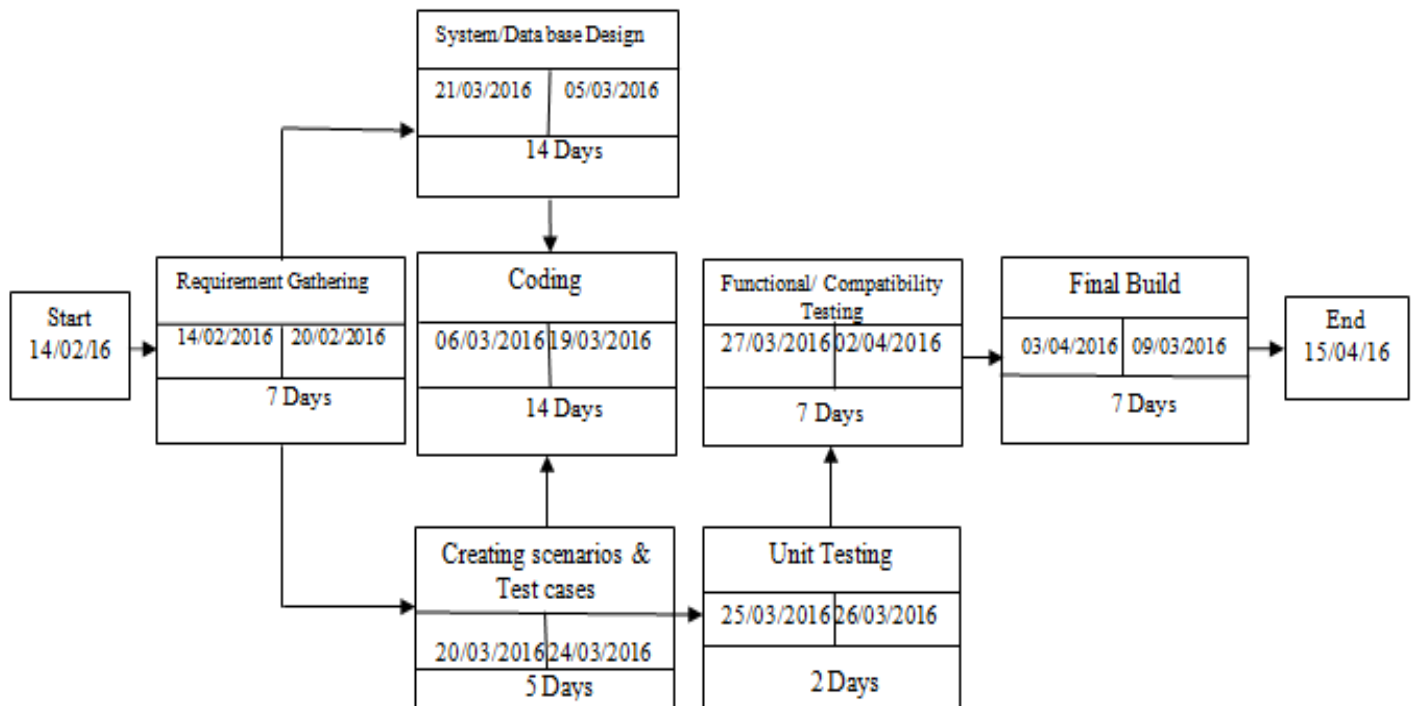 System/Database Design
21/03/2016 05/03/2016
14 Days
Start
14/02/16
Requirement Gathering
14/02/2016 20/02/2016
7 Days
Coding
06/03/2016 19/03/2016
14 Days
Functional/ Compatibility
Testing
27/03/2016 02/04/2016
7 Days
Final Build
03/04/2016 09/03/2016
7 Days
End
15/04/16
Creating scenarios &
Test cases
20/03/2016 24/03/2016
5 Days
Unit Testing
25/03/2016 26/03/2016
2 Days